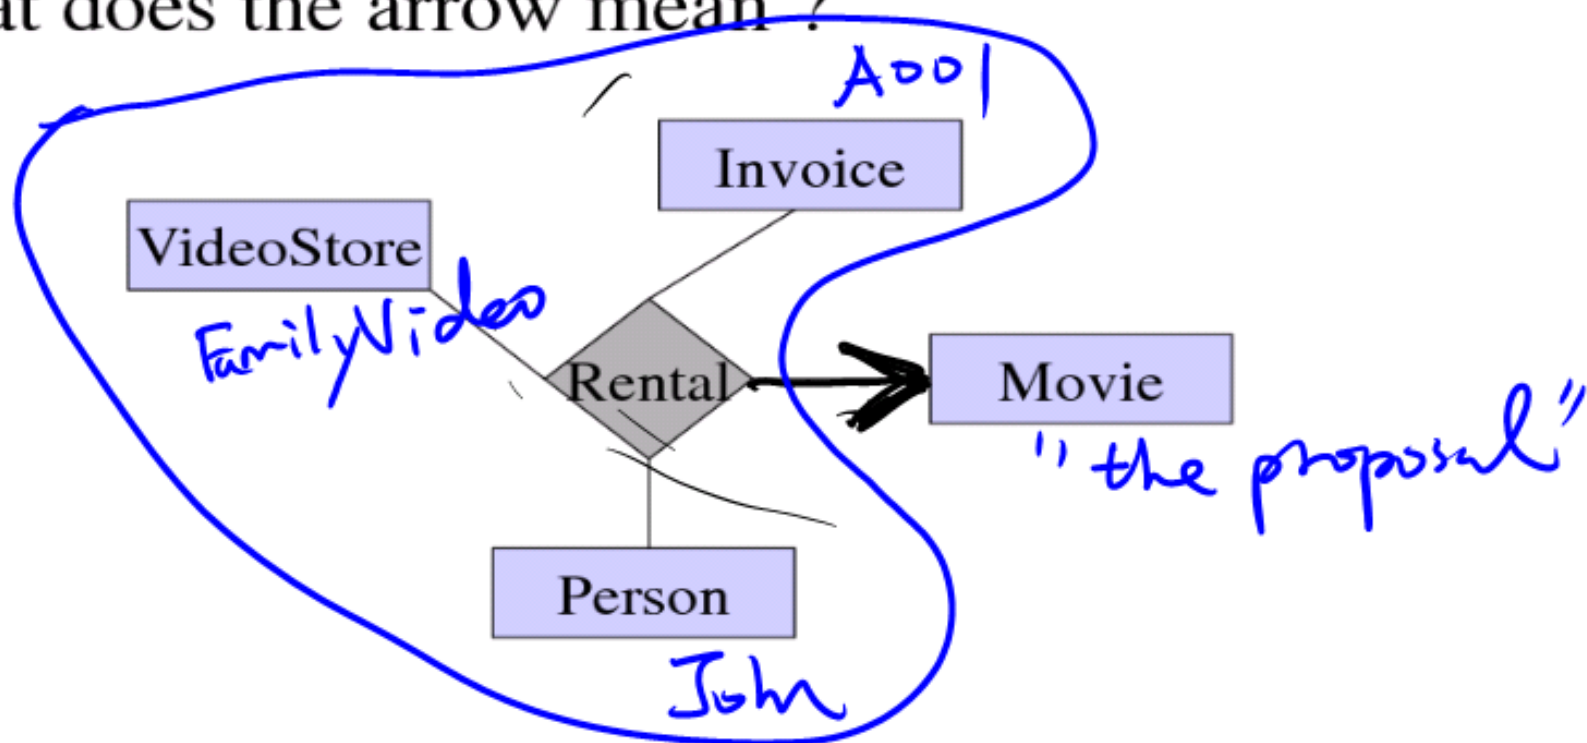 at does the arrow mean ?
A001
Invoice
VideoStore
FamilyVideo
Rental
Movie
"the proposal"
Person
John